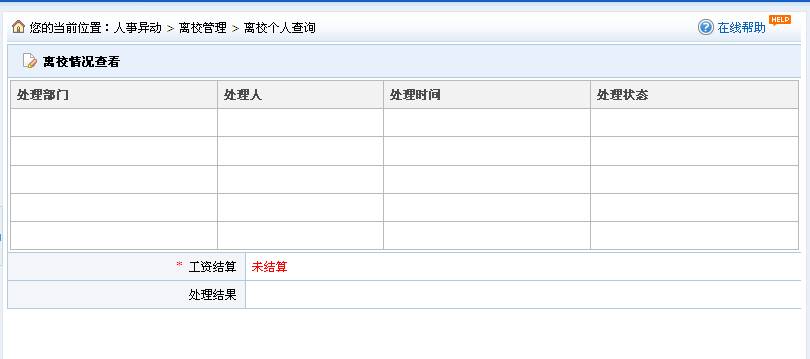 您的当前位置：人事异动 > 离校管理 > 离校个人查询
在线帮助 HELP
离校情况查看
处理部门 处理人 处理时间 处理状态
* 工资结算 未结算
处理结果